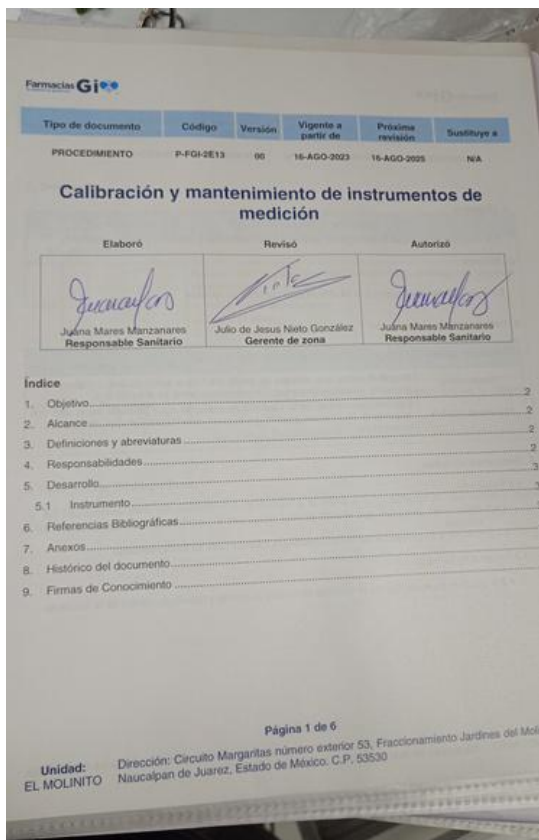 Farmacias Gi
Tipo de documento Código Versión Vigente a partir de Próxima revisión Sustituye a
PROCEDIMIENTO P-FGI-2E13 00 16-AGO-2023 16-AGO-2025 N/A
Calibración y mantenimiento de instrumentos de
medición
Elaboró Revisó Autorizó
Juana Mares Manzanares Julio de Jesus Nieto González Juana Mares Manzanares
Responsable Sanitario Gerente de zona Responsable Sanitario
Índice
1. Objetivo 2
2. Alcance 2
3. Definiciones y abreviaturas 2
4. Responsabilidades 2
5. Desarrollo 3
5.1 Instrumento
6. Referencias Bibliográficas
7. Anexos
8. Histórico del documento
9. Firmas de Conocimiento
Página 1 de 6
Unidad: Dirección: Circuito Margaritas número exterior 53, Fraccionamiento Jardines del
EL MOLINITO Naucalpan de Juarez, Estado de México. C.P. 53530